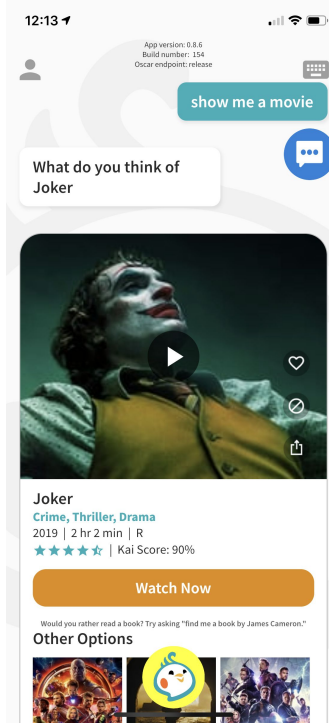 12:13
App version: 0.8.6
Build number: 154
Oscar endpoint: release
show me a movie
What do you think of
Joker
Joker
Crime, Thriller, Drama
2019 | 2 hr 2 min | R
| Kai Score: 90%
Watch Now
Would you rather read a book? Try asking "find me a book by James Cameron."
Other Options